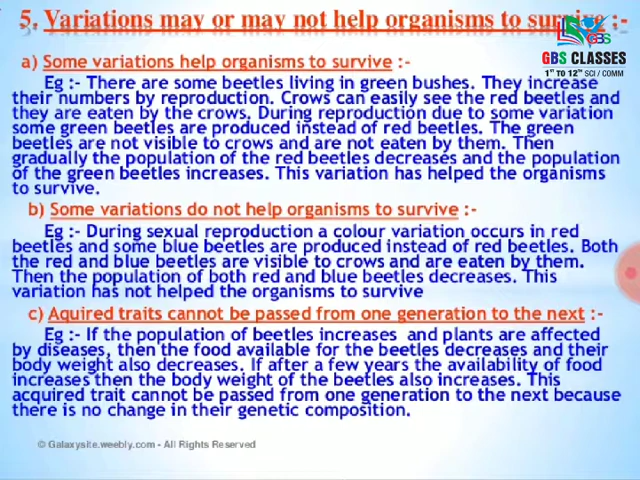 5. Variations may or may not help organisms to survive :-
GBS
GBS CLASSES
1ST TO 12TH SCI / COMM
a) Some variations help organisms to survive :-
Eg :- There are some beetles living in green bushes. They increase
their numbers by reproduction. Crows can easily see the red beetles and
they are eaten by the crows. During reproduction due to some variation
some green beetles are produced instead of red beetles. The green
beetles are not visible to crows and are not eaten by them. Then
gradually the population of the red beetles decreases and the population
of the green beetles increases. This variation has helped the organisms
to survive.
b) Some variations do not help organisms to survive :-
Eg :- During sexual reproduction a colour variation occurs in red
beetles and some blue beetles are produced instead of red beetles. Both
the red and blue beetles are visible to crows and are eaten by them.
Then the population of both red and blue beetles decreases. This
variation has not helped the organisms to survive
c) Aquired traits cannot be passed from one generation to the next :-
Eg :- If the population of beetles increases and plants are affected
by diseases, then the food available for the beetles decreases and their
body weight also decreases. If after a few years the availability of food
increases then the body weight of the beetles also increases. This
acquired trait cannot be passed from one generation to the next because
there is no change in their genetic composition.
© Galaxysite.weebly.com - All Rights Reserved